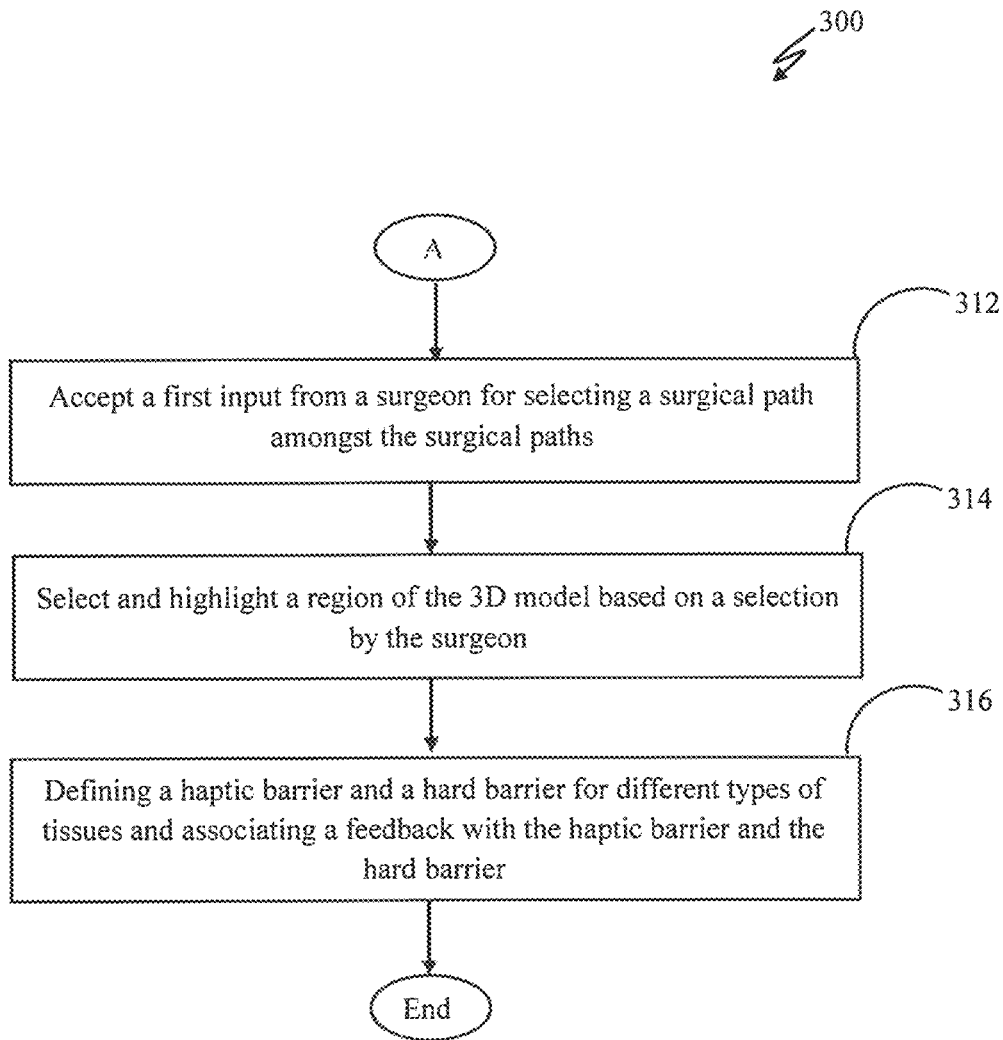 300
A
312
Accept a first input from a surgeon for selecting a surgical path
amongst the surgical paths
314
Select and highlight a region of the 3D model based on a selection
by the surgeon
316
Defining a haptic barrier and a hard barrier for different types of
tissues and associating a feedback with the haptic barrier and the
hard barrier
End